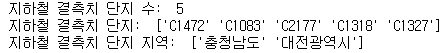 지하철 결측치 단지 수:  5
지하철 결측치 단지:  ['C1472' 'C1083' 'C2177' 'C1318' 'C1327']
지하철 결측치 단지 지역:  ['충청남도' '대전광역시']